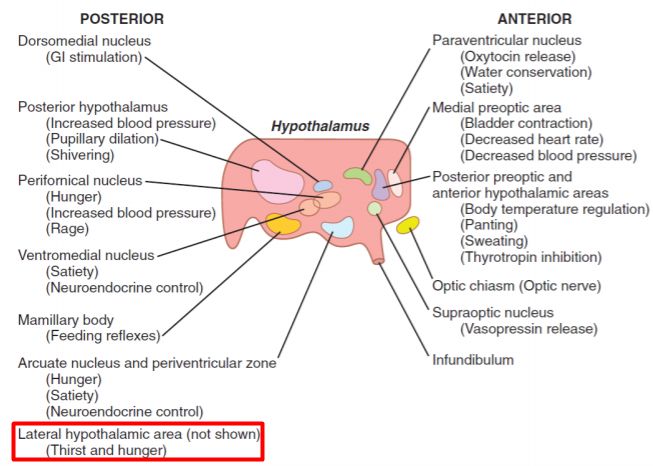 POSTERIOR
Dorsomedial nucleus
(GI stimulation)
Posterior hypothalamus
(Increased blood pressure)
(Pupillary dilation)
(Shivering)
Perifornical nucleus
(Hunger)
(Increased blood pressure)
(Rage)
Ventromedial nucleus
(Satiety)
(Neuroendocrine control)
Mamillary body
(Feeding reflexes)
Arcuate nucleus and periventricular zone
(Hunger)
(Satiety)
(Neuroendocrine control)
Lateral hypothalamic area (not shown)
(Thirst and hunger)
Hypothalamus
ANTERIOR
Paraventricular nucleus
(Oxytocin release)
(Water conservation)
(Satiety)
Medial preoptic area
(Bladder contraction)
(Decreased heart rate)
(Decreased blood pressure)
Posterior preoptic and
anterior hypothalamic areas
(Body temperature regulation)
(Panting)
(Sweating)
(Thyrotropin inhibition)
Optic chiasm (Optic nerve)
Supraoptic nucleus
(Vasopressin release)
Infundibulum